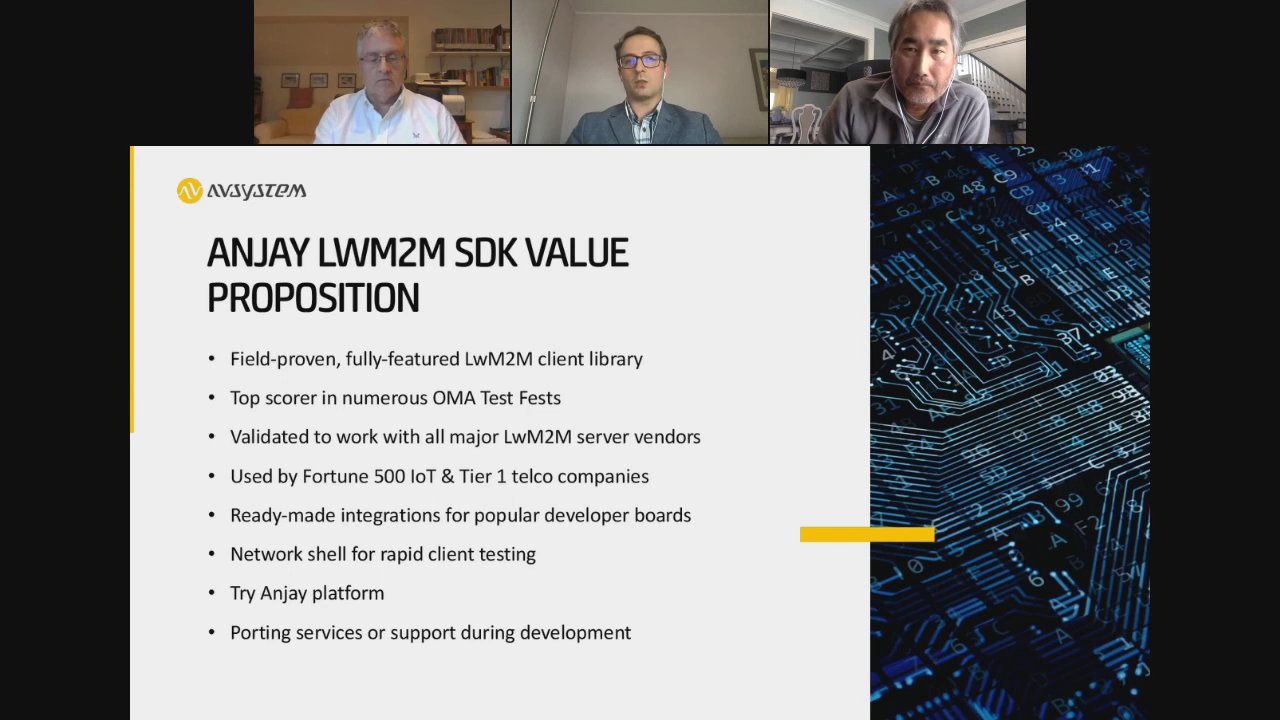 AVSYSTEM
ANJAY LWM2M SDK VALUE
PROPOSITION
• Field-proven, fully-featured LwM2M client library
• Top scorer in numerous OMA Test Fests
• Validated to work with all major LwM2M server vendors
• Used by Fortune 500 IoT & Tier 1 telco companies
• Ready-made integrations for popular developer boards
• Network shell for rapid client testing
• Try Anjay platform
• Porting services or support during development